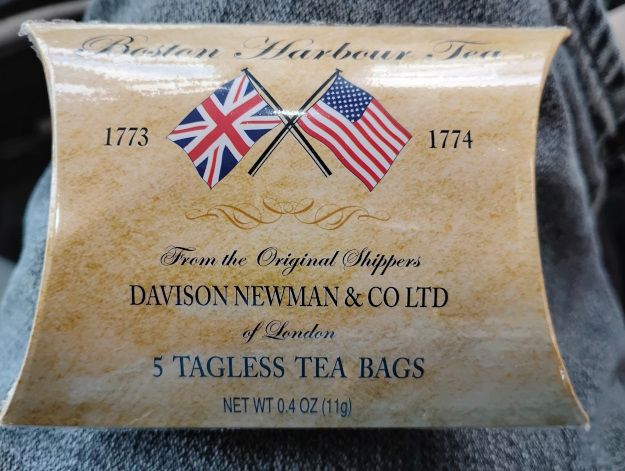 Boston Harbour Tea
1773
1774
From the Original Shippers
DAVISON NEWMAN & CO LTD
of London
5 TAGLESS TEA BAGS
NET WT 0.4 OZ (11g)